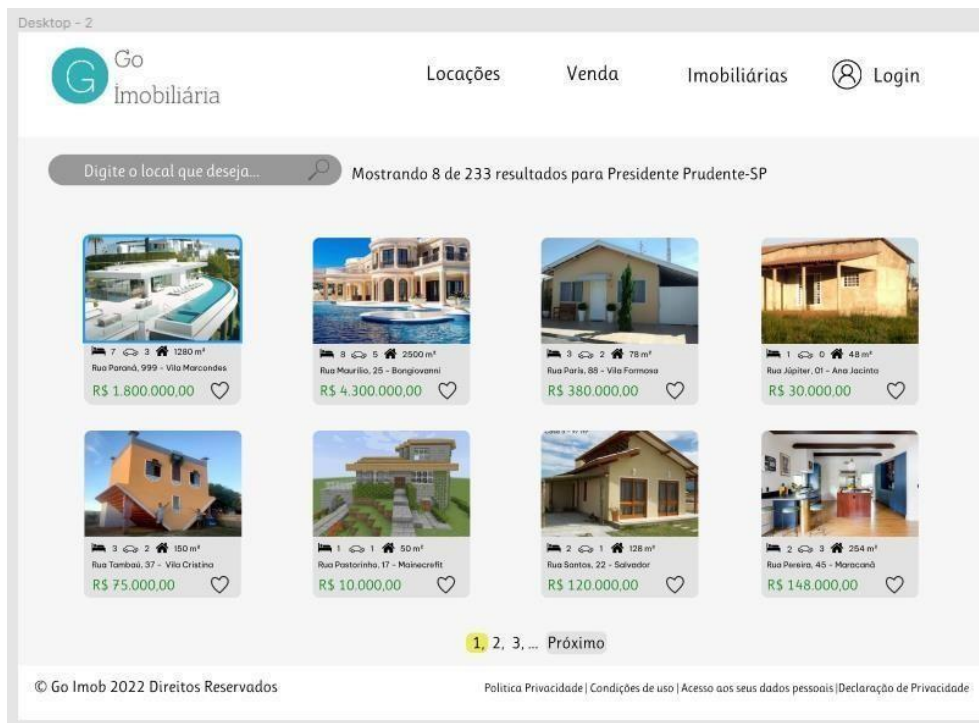 Desktop - 2
G
Go
İmobiliária
Locações
Venda
Imobiliárias
Login
Digite o local que deseja...
Mostrando 8 de 233 resultados para Presidente Prudente-SP
7 3 1280 m²
Rua Paraná, 999 - Vila Marcondes
R$ 1.800.000,00
8 5 2500 m²
Rua Maurílio, 25 - Bongiovanni
R$ 4.300.000,00
3 2 78 m²
Rua Paris, 88 - Vila Formosa
R$ 380.000,00
1 0 48 m²
Rua Júpiter, 01 - Ana Jacinta
R$ 30.000,00
3 2 150 m²
Rua Tambaú, 37 - Vila Cristina
R$ 75.000,00
1 1 50 m²
Rua Pastorinho, 17 - Mainecrefit
R$ 10.000,00
2 1 128 m²
Rua Santos, 22 - Salvador
R$ 120.000,00
2 3 254 m²
Rua Pereira, 45 - Maracanã
R$ 148.000,00
1, 2, 3, ... Próximo
© Go Imob 2022 Direitos Reservados
Politica Privacidade | Condições de uso | Acesso aos seus dados pessoais |Declaração de Privacidade